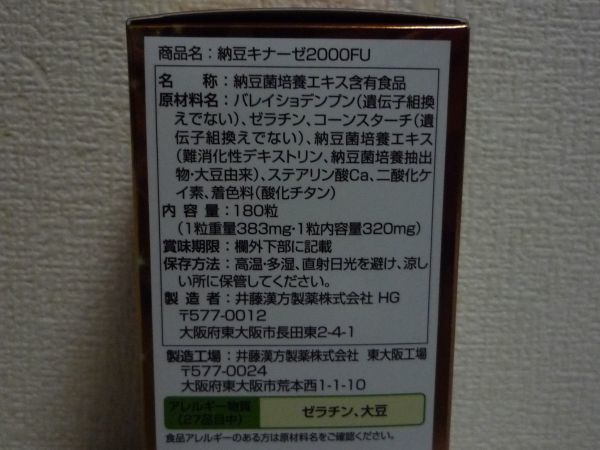 商品名：納豆キナーゼ2000FU
名　　称：納豆菌培養エキス含有食品
原材料名：バレイショデンプン（遺伝子組換
えでない）、ゼラチン、コーンスターチ（遺
伝子組換えでない）、納豆菌培養エキス
（難消化性デキストリン、納豆菌培養抽出
物・大豆由来）、ステアリン酸Ca、二酸化ケ
イ素、着色料（酸化チタン）
内 容 量：180粒
（1粒重量383mg・1粒内容量320mg）
賞味期限：欄外下部に記載
保存方法：高温・多湿、直射日光を避け、涼し
い所に保管してください。
製 造 者：井藤漢方製薬株式会社 HG
〒577-0012
大阪府東大阪市長田東2-4-1
製造工場：井藤漢方製薬株式会社 東大阪工場
〒577-0024
大阪府東大阪市荒本西1-1-10
アレルギー物質
（27品目中）
ゼラチン、大豆
食品アレルギーのある方は原材料名をご確認ください。